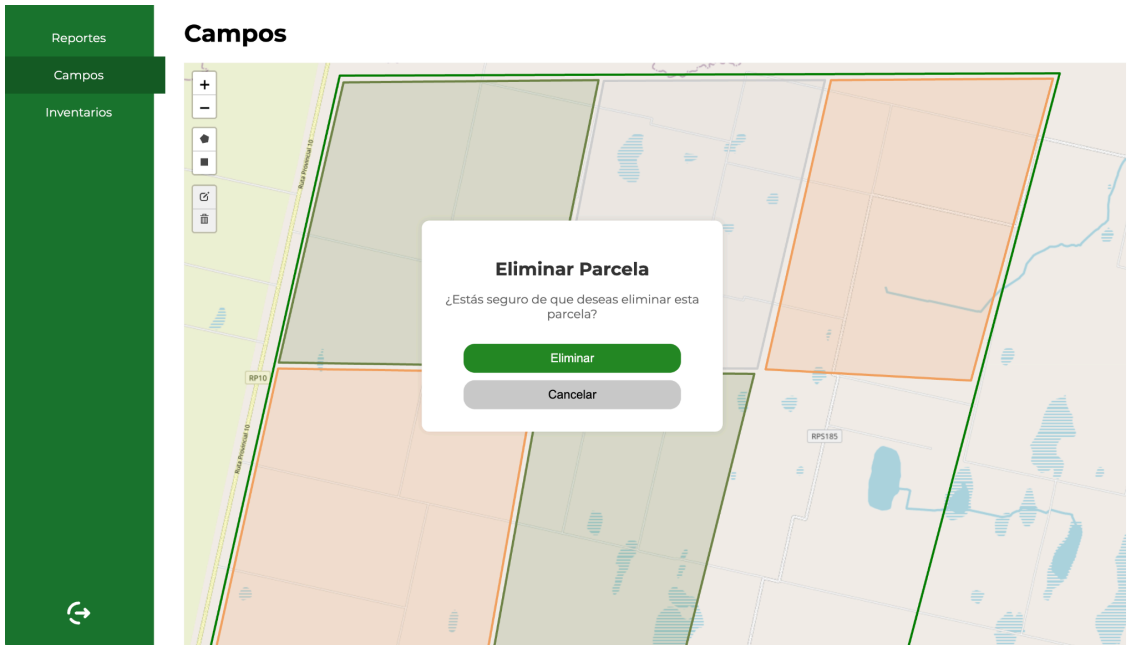 Reportes
Campos
Inventarios
Campos
+
−
Ruta Provincial 10
RP10
Ruta Provincial 10
RPS185
Eliminar Parcela
¿Estás seguro de que deseas eliminar esta
parcela?
Eliminar
Cancelar